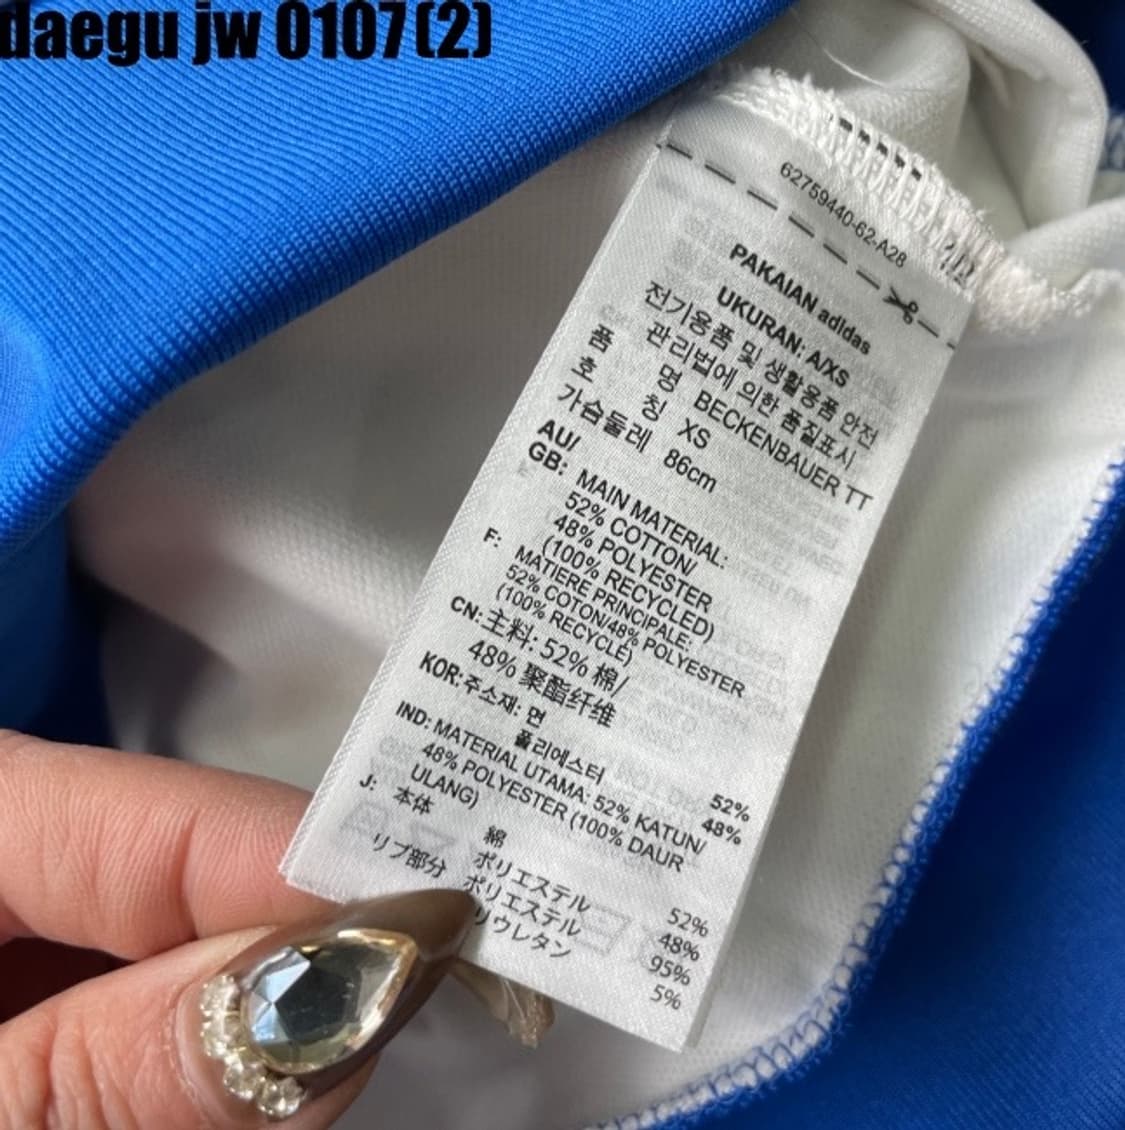 daegu jw 0107(2)
62759440-62-A28
PAKAIAN adidas
UKURAN: A/XS
전기용품 및 생활용품 안전
관리법에 의한 품질표시
품 명 BECKENBAUER TT
호 칭 XS
가슴둘레 86cm
AU/
GB: MAIN MATERIAL:
52% COTTON/
48% POLYESTER
(100% RECYCLED)
F: MATIERE PRINCIPALE:
52% COTON/48% POLYESTER
(100% RECYCLÉ)
CN: 主料: 52% 棉/
48% 聚酯纤维
KOR: 주소재: 면 52%
폴리에스터 48%
IND: MATERIAL UTAMA: 52% KATUN/
48% POLYESTER (100% DAUR
ULANG)
J: 本体 綿 52%
ポリエステル 48%
リブ部分 ポリエステル 95%
リウレタン 5%